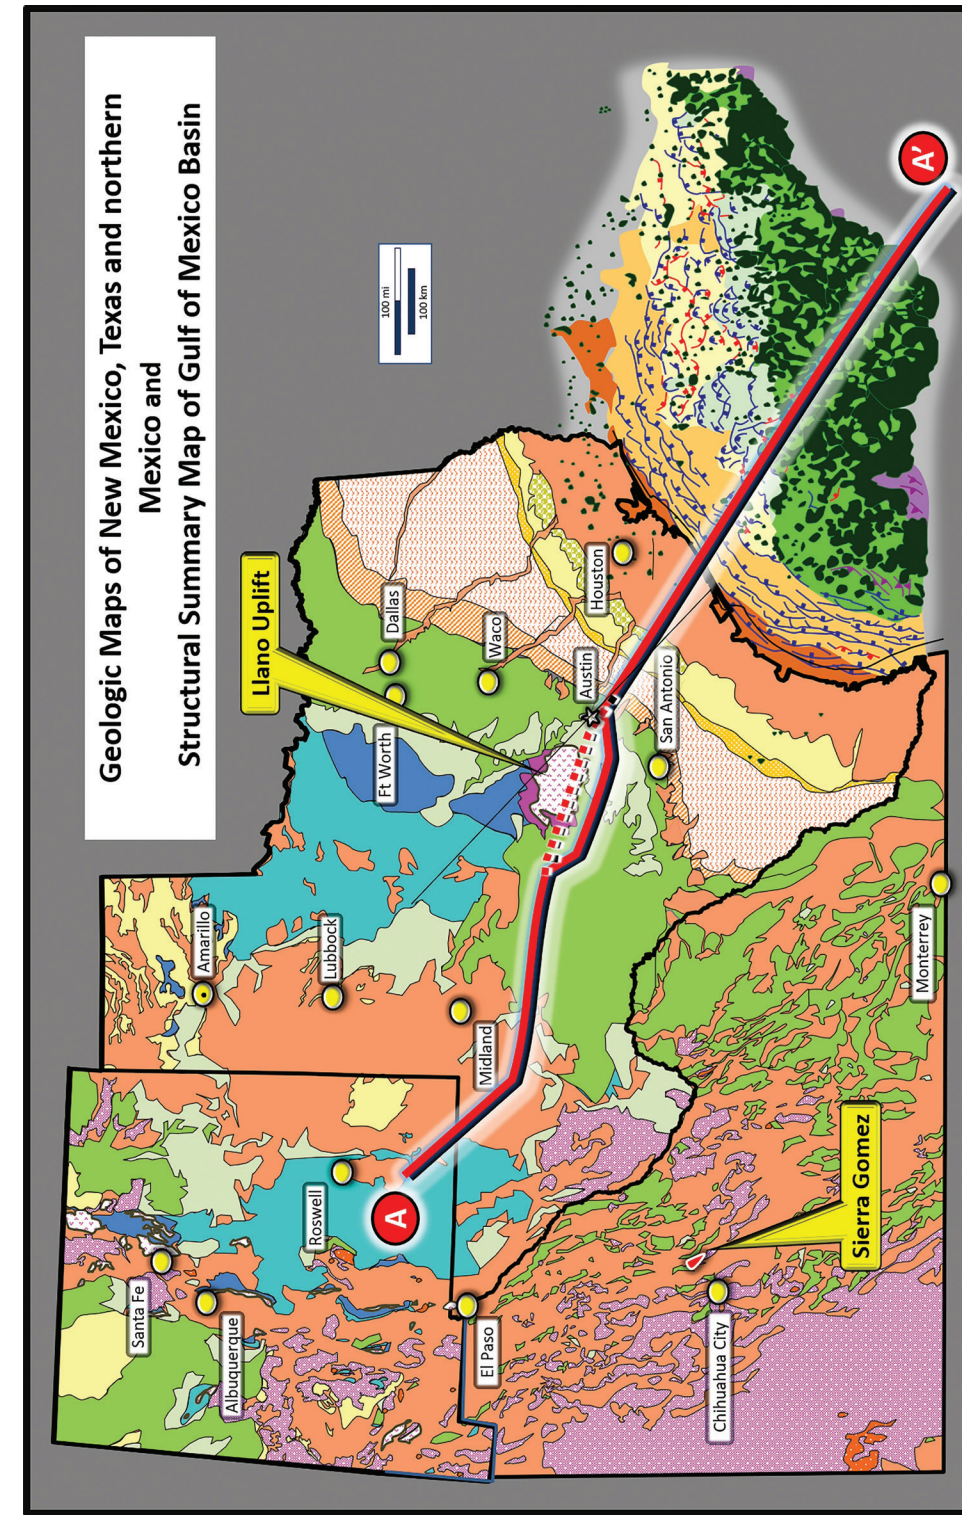 Geologic Maps of New Mexico, Texas and northern
Mexico and
Structural Summary Map of Gulf of Mexico Basin
100 mi
100 km
Llano Uplift
Sierra Gomez
Santa Fe
Albuquerque
Roswell
El Paso
Chihuahua City
Amarillo
Lubbock
Midland
Monterrey
Ft Worth
Dallas
Waco
Austin
San Antonio
Houston
A
A'